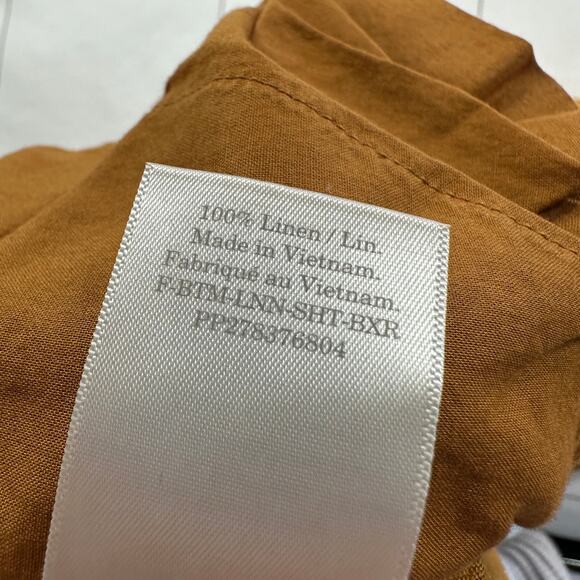 100% Linen / Lin.
Made in Vietnam.
Fabriqué au Vietnam.
F-BTM-LNN-SHT-BXR
PP278376804